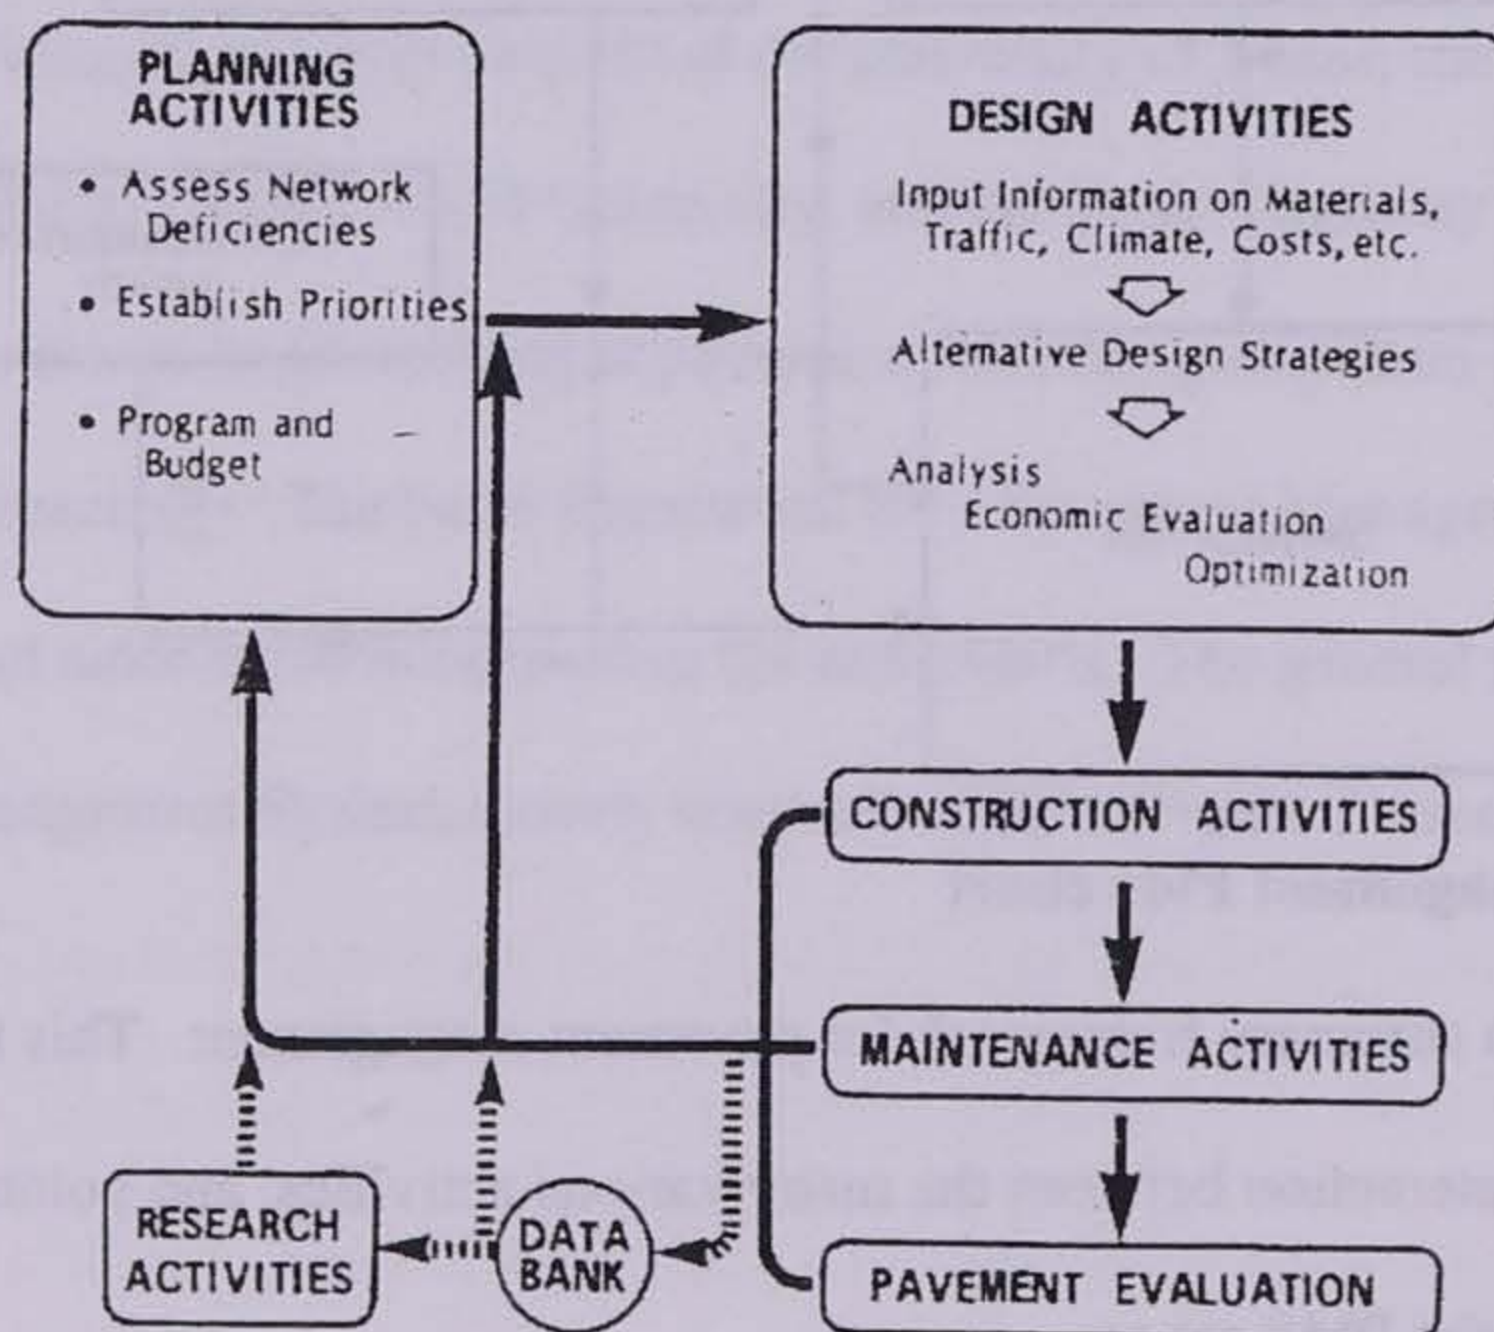 PLANNING
ACTIVITIES
• Assess Network
Deficiencies
• Establish Priorities
• Program and
Budget
DESIGN ACTIVITIES
Input Information on Materials,
Traffic, Climate, Costs, etc.
Alternative Design Strategies
Analysis
Economic Evaluation
Optimization
CONSTRUCTION ACTIVITIES
MAINTENANCE ACTIVITIES
PAVEMENT EVALUATION
RESEARCH
ACTIVITIES
DATA
BANK